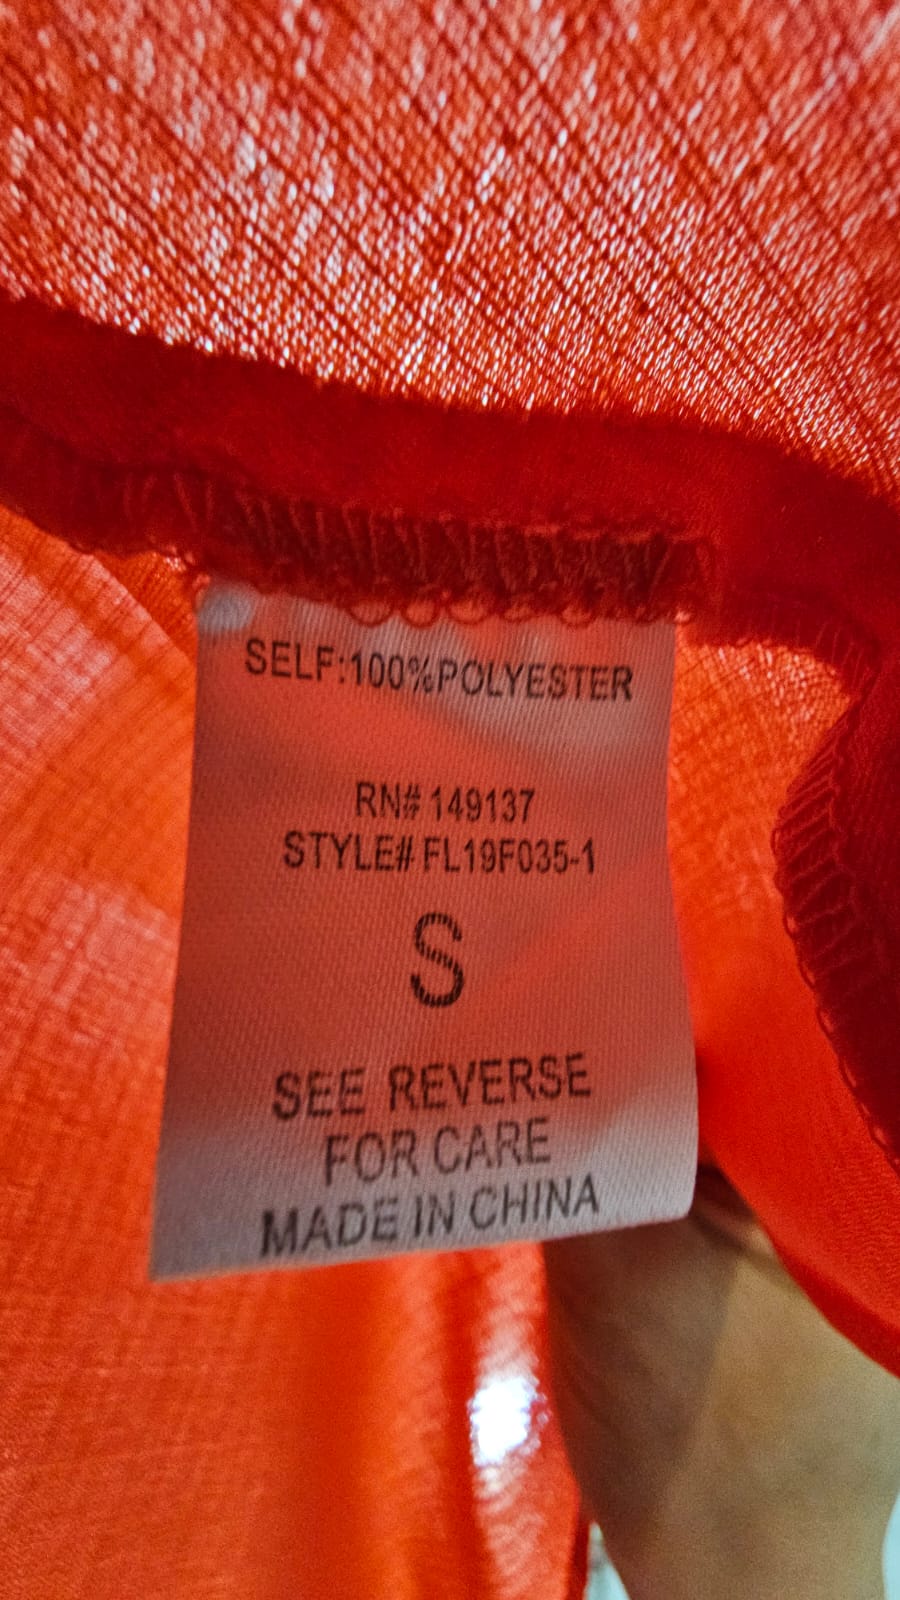 SELF:100%POLYESTER
RN# 149137
STYLE# FL19F035-1
S
SEE REVERSE
FOR CARE
MADE IN CHINA